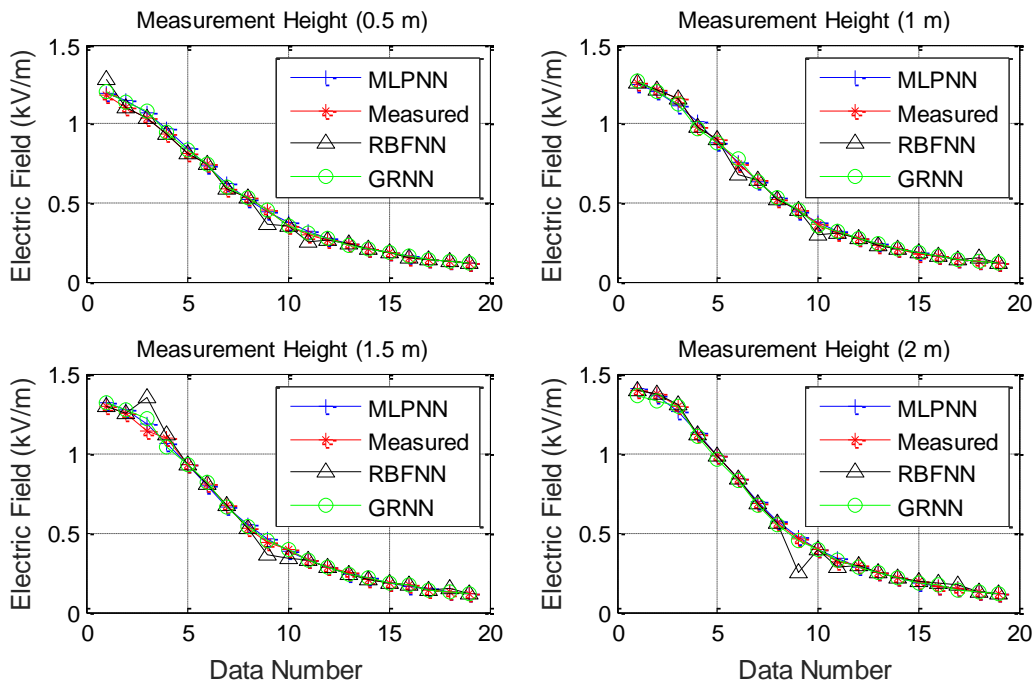 Measurement Height (0.5 m)
Electric Field (kV/m)
1.5
1
0.5
0
0 5 10 15 20
MLPNN
Measured
RBFNN
GRNN
Measurement Height (1 m)
Electric Field (kV/m)
1.5
1
0.5
0
0 5 10 15 20
MLPNN
Measured
RBFNN
GRNN
Measurement Height (1.5 m)
Electric Field (kV/m)
1.5
1
0.5
0
0 5 10 15 20
Data Number
MLPNN
Measured
RBFNN
GRNN
Measurement Height (2 m)
Electric Field (kV/m)
1.5
1
0.5
0
0 5 10 15 20
Data Number
MLPNN
Measured
RBFNN
GRNN